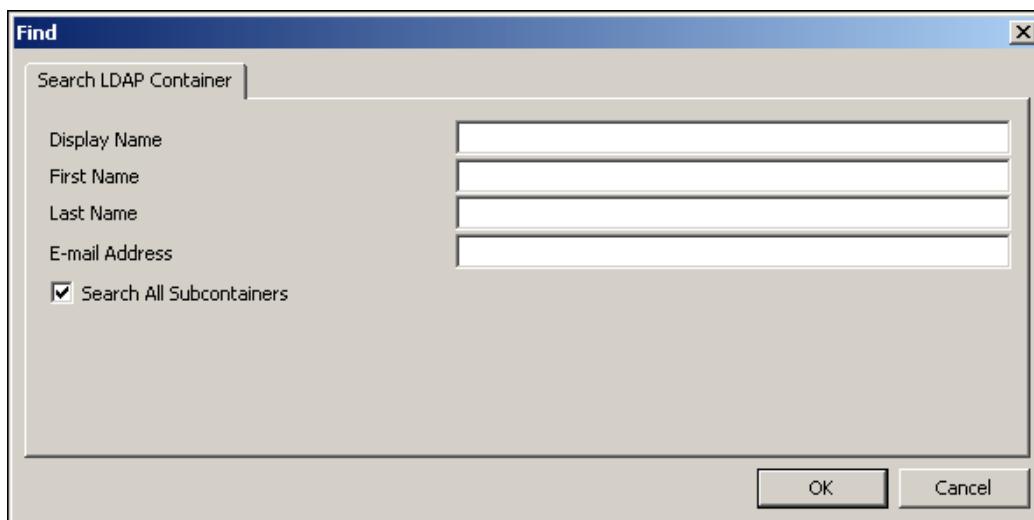 Find
Search LDAP Container
Display Name
First Name
Last Name
E-mail Address
Search All Subcontainers
OK
Cancel